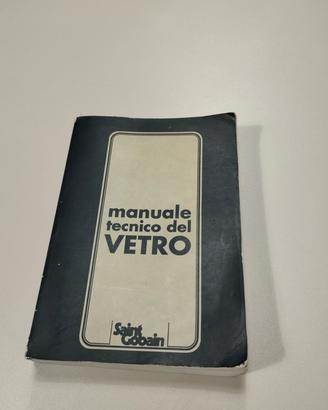 manuale
tecnico del
VETRO
Saint
Gobain